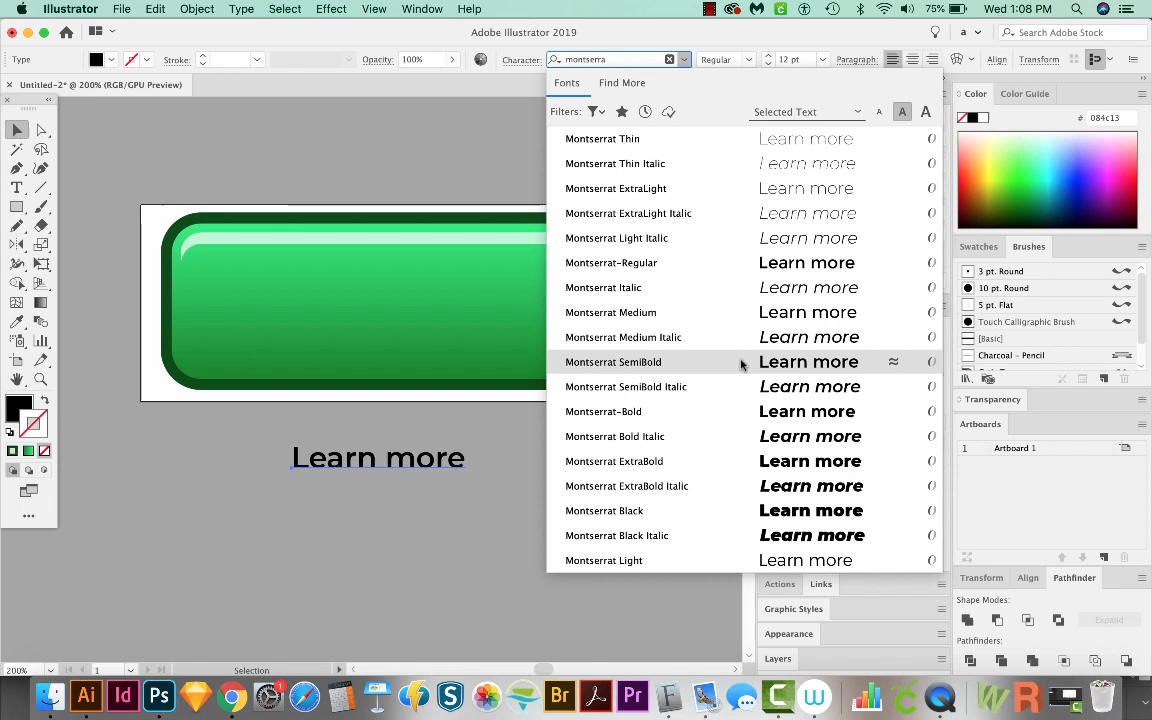 Illustrator File Edit Object Type Select Effect View Window Help 75% Wed 1:08 PM
Adobe Illustrator 2019 a Search Adobe Stock
Type Stroke: Opacity: 100% Character: montserra Regular 12 pt Paragraph: Align Transform
Untitled-2* @ 200% (RGB/GPU Preview)
Fonts Find More
Filters: Selected Text A A A
Montserrat Thin Learn more
Montserrat Thin Italic Learn more
Montserrat ExtraLight Learn more
Montserrat ExtraLight Italic Learn more
Montserrat Light Italic Learn more
Montserrat-Regular Learn more
Montserrat Italic Learn more
Montserrat Medium Learn more
Montserrat Medium Italic Learn more
Montserrat SemiBold Learn more
Montserrat SemiBold Italic Learn more
Montserrat-Bold Learn more
Montserrat Bold Italic Learn more
Montserrat ExtraBold Learn more
Montserrat ExtraBold Italic Learn more
Montserrat Black Learn more
Montserrat Black Italic Learn more
Montserrat Light Learn more
Learn more
Color Color Guide
# 084c13
Swatches Brushes
3 pt. Round
10 pt. Round
5 pt. Flat
Touch Calligraphic Brush
[Basic]
Charcoal - Pencil
Transparency
Artboards
1 Artboard 1
Transform Align Pathfinder
Shape Modes:
Expand
Pathfinders:
Actions Links
Graphic Styles
Appearance
Layers
200% 1 Selection
Ai Id Ps S Br Pr F W